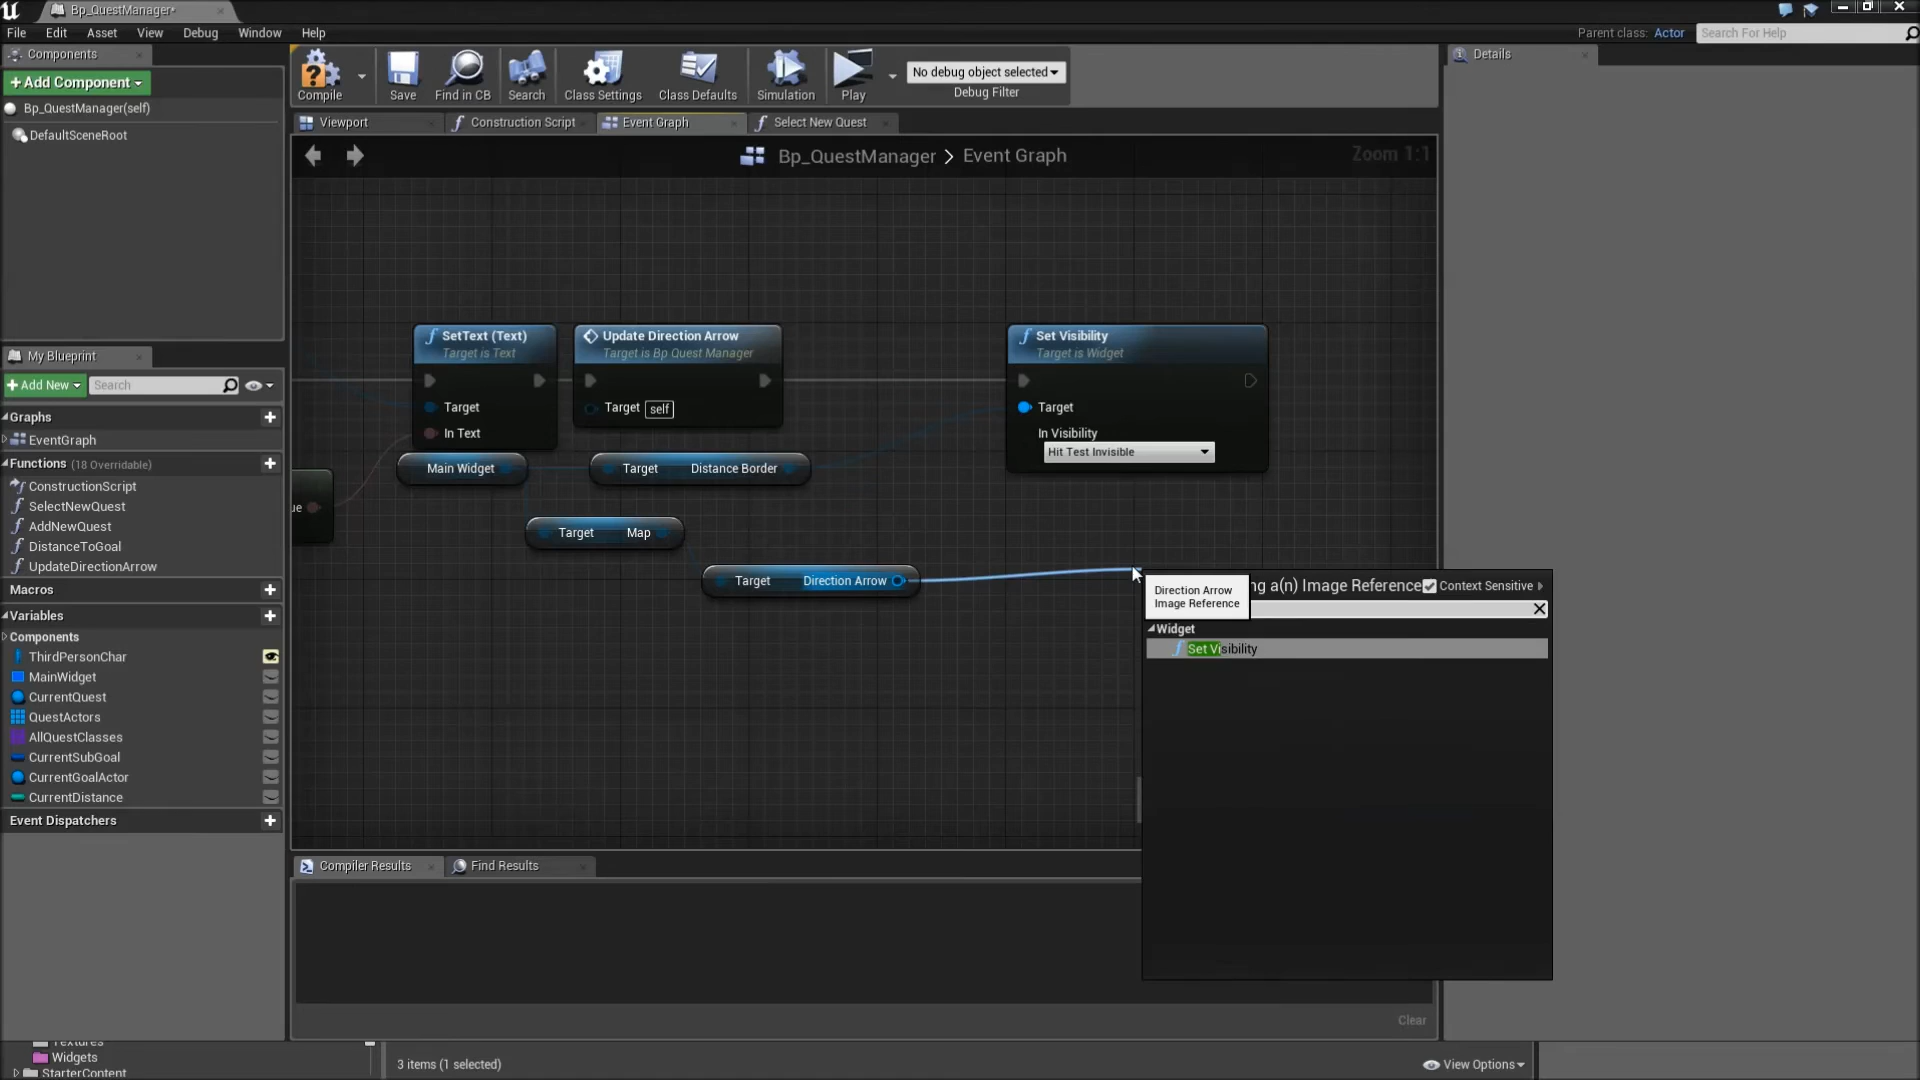 Bp_QuestManager*
File Edit Asset View Debug Window Help
Parent class: Actor Search For Help
Components
+Add Component
Bp_QuestManager(self)
DefaultSceneRoot
Compile Save Find in CB Search Class Settings Class Defaults Simulation Play
No debug object selected
Debug Filter
Details
Viewport Construction Script Event Graph Select New Quest
Bp_QuestManager > Event Graph
Zoom 1:1
My Blueprint
+Add New Search
Graphs
EventGraph
Functions (18 Overridable)
ConstructionScript
SelectNewQuest
AddNewQuest
DistanceToGoal
UpdateDirectionArrow
Macros
Variables
Components
ThirdPersonChar
MainWidget
CurrentQuest
QuestActors
AllQuestClasses
CurrentSubGoal
CurrentGoalActor
CurrentDistance
Event Dispatchers
SetText (Text)
Target is Text
Target
In Text
Update Direction Arrow
Target is Bp Quest Manager
Target self
Set Visibility
Target is Widget
Target
In Visibility
Hit Test Invisible
Main Widget
Target Distance Border
ue
Target Map
Target Direction Arrow
Direction Arrow
Image Reference
ng a(n) Image Reference Context Sensitive
Widget
Set Visibility
Compiler Results Find Results
Clear
Textures
Widgets
StarterContent
3 items (1 selected)
View Options